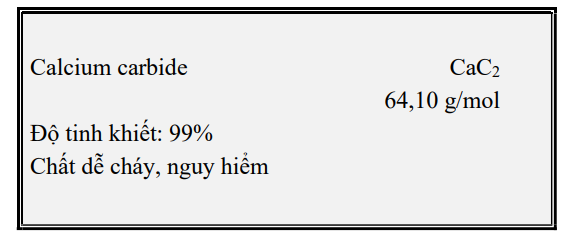 Calcium carbide CaC₂
64,10 g/mol
Độ tinh khiết: 99%
Chất dễ cháy, nguy hiểm